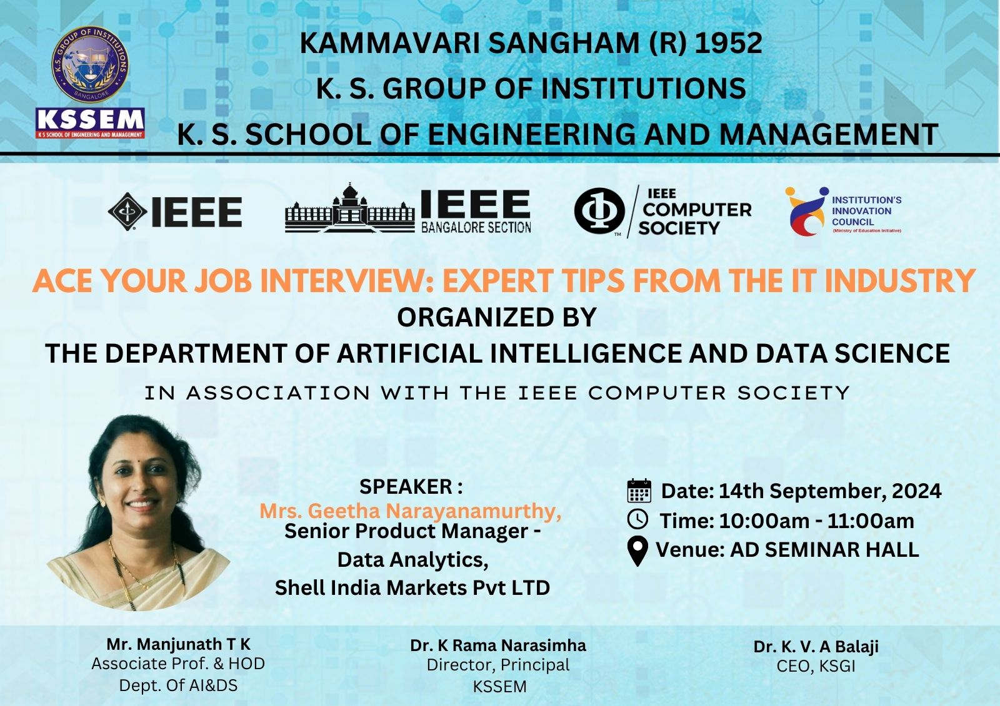 K.S. GROUP OF INSTITUTIONS
BANGALORE
KSSEM
K S SCHOOL OF ENGINEERING AND MANAGEMENT
KAMMAVARI SANGHAM (R) 1952
K. S. GROUP OF INSTITUTIONS
K. S. SCHOOL OF ENGINEERING AND MANAGEMENT
IEEE
IEEE
BANGALORE SECTION
IEEE
COMPUTER
SOCIETY
TM
INSTITUTION'S
INNOVATION
COUNCIL
(Ministry of Education Initiative)
ACE YOUR JOB INTERVIEW: EXPERT TIPS FROM THE IT INDUSTRY
ORGANIZED BY
THE DEPARTMENT OF ARTIFICIAL INTELLIGENCE AND DATA SCIENCE
IN ASSOCIATION WITH THE IEEE COMPUTER SOCIETY
SPEAKER :
Mrs. Geetha Narayanamurthy,
Senior Product Manager -
Data Analytics,
Shell India Markets Pvt LTD
Date: 14th September, 2024
Time: 10:00am - 11:00am
Venue: AD SEMINAR HALL
Mr. Manjunath T K
Associate Prof. & HOD
Dept. Of AI&DS
Dr. K Rama Narasimha
Director, Principal
KSSEM
Dr. K. V. A Balaji
CEO, KSGI